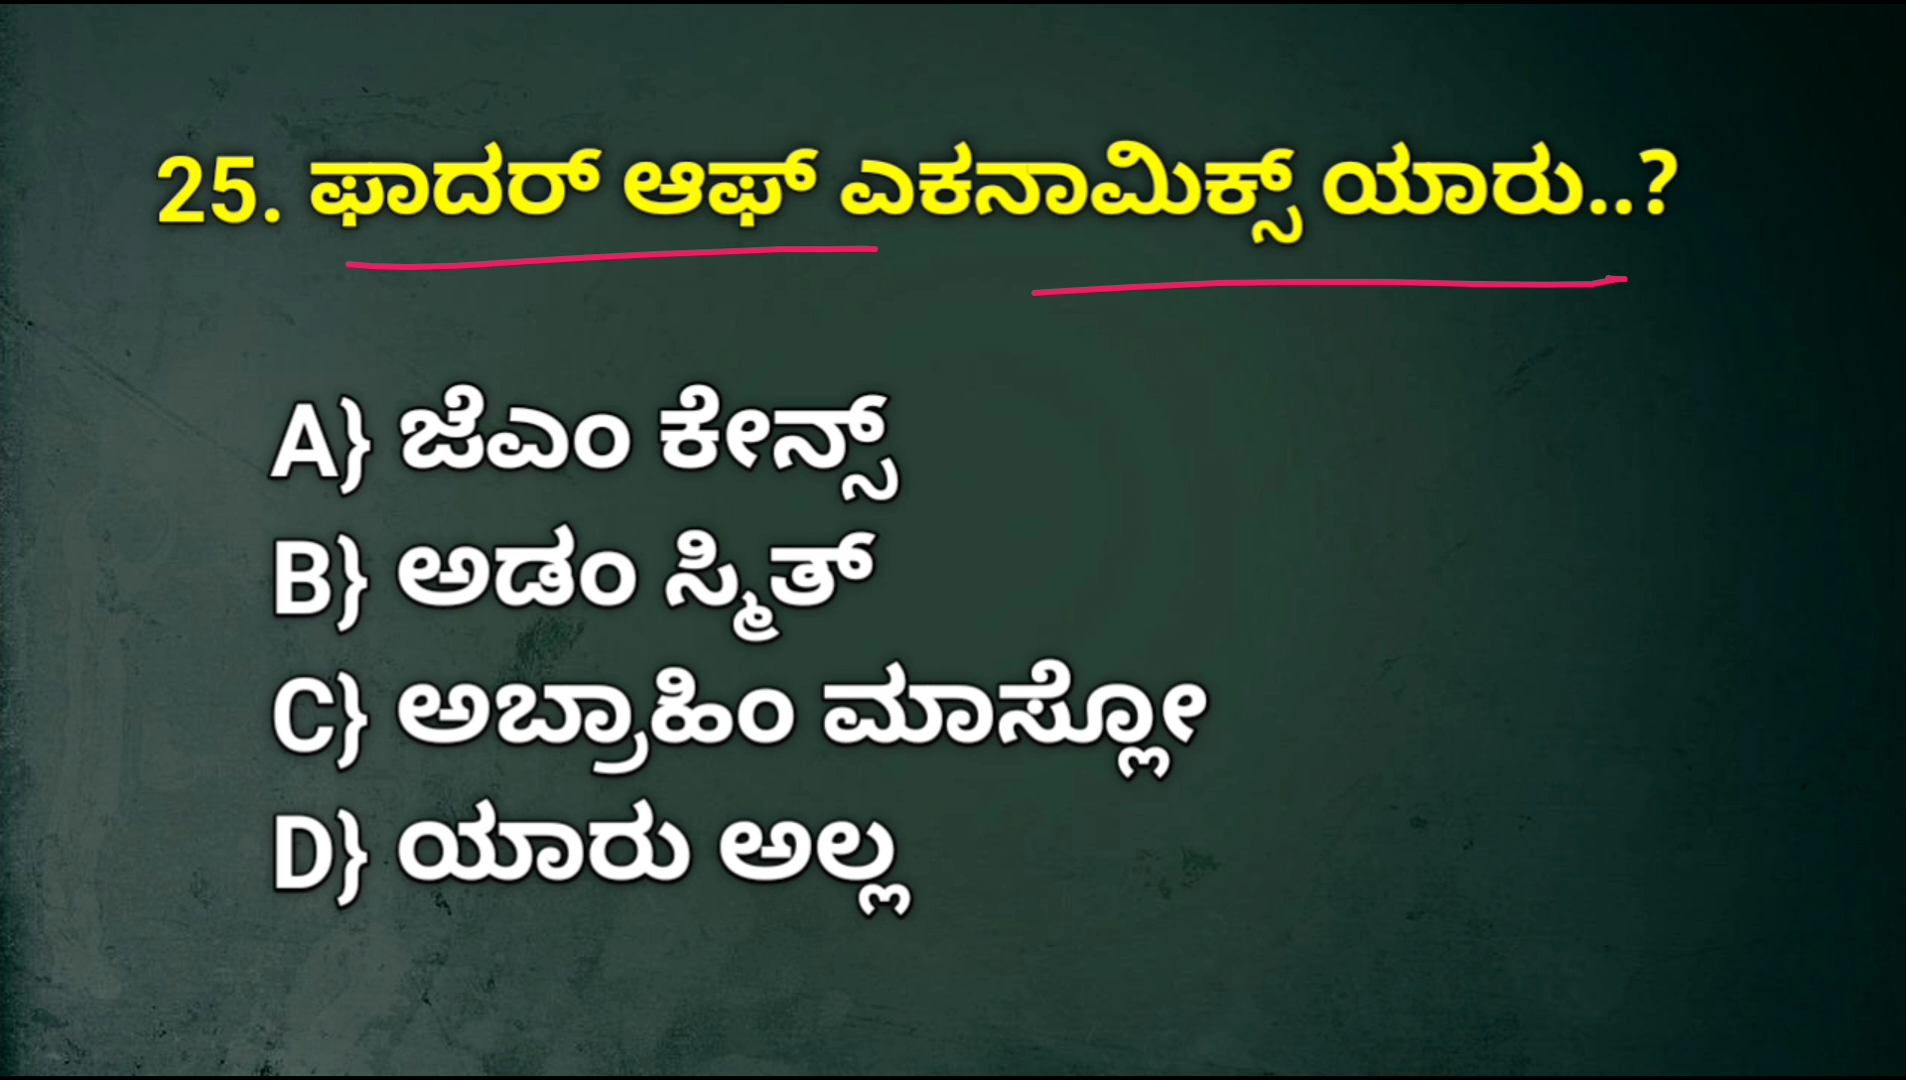 25. ಫಾದರ್ ಆಫ್ ಎಕನಾಮಿಕ್ಸ್ ಯಾರು..?
A} ಜೆಎಂ ಕೇನ್ಸ್
B} ಅಡಂ ಸ್ಮಿತ್
C} ಅಬ್ರಾಹಿಂ ಮಾಸ್ಲೋ
D} ಯಾರು ಅಲ್ಲ